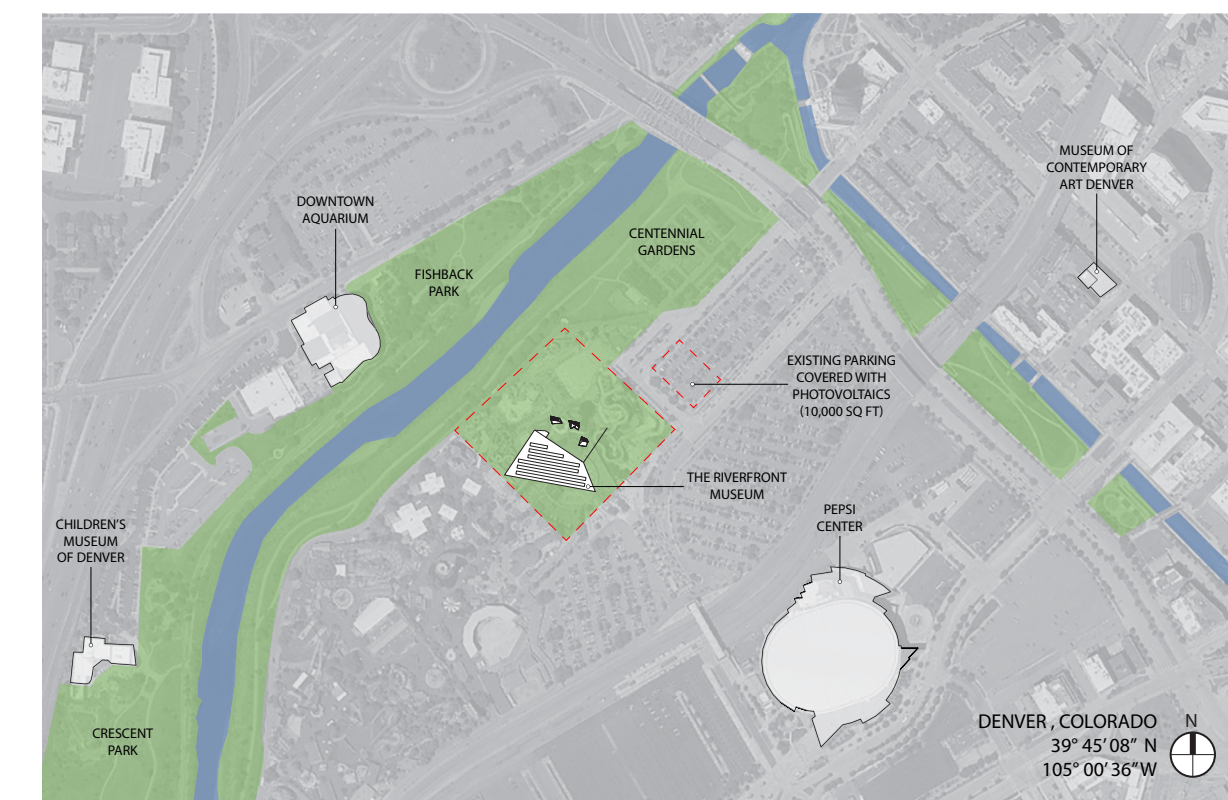 MUSEUM OF
CONTEMPORARY
ART DENVER
DOWNTOWN
AQUARIUM
CENTENNIAL
GARDENS
FISHBACK
PARK
EXISTING PARKING
COVERED WITH
PHOTOVOLTAICS
(10,000 SQ FT)
THE RIVERFRONT
MUSEUM
PEPSI
CENTER
CHILDREN'S
MUSEUM
OF DENVER
CRESCENT
PARK
DENVER , COLORADO
39° 45' 08" N
105° 00' 36" W
N